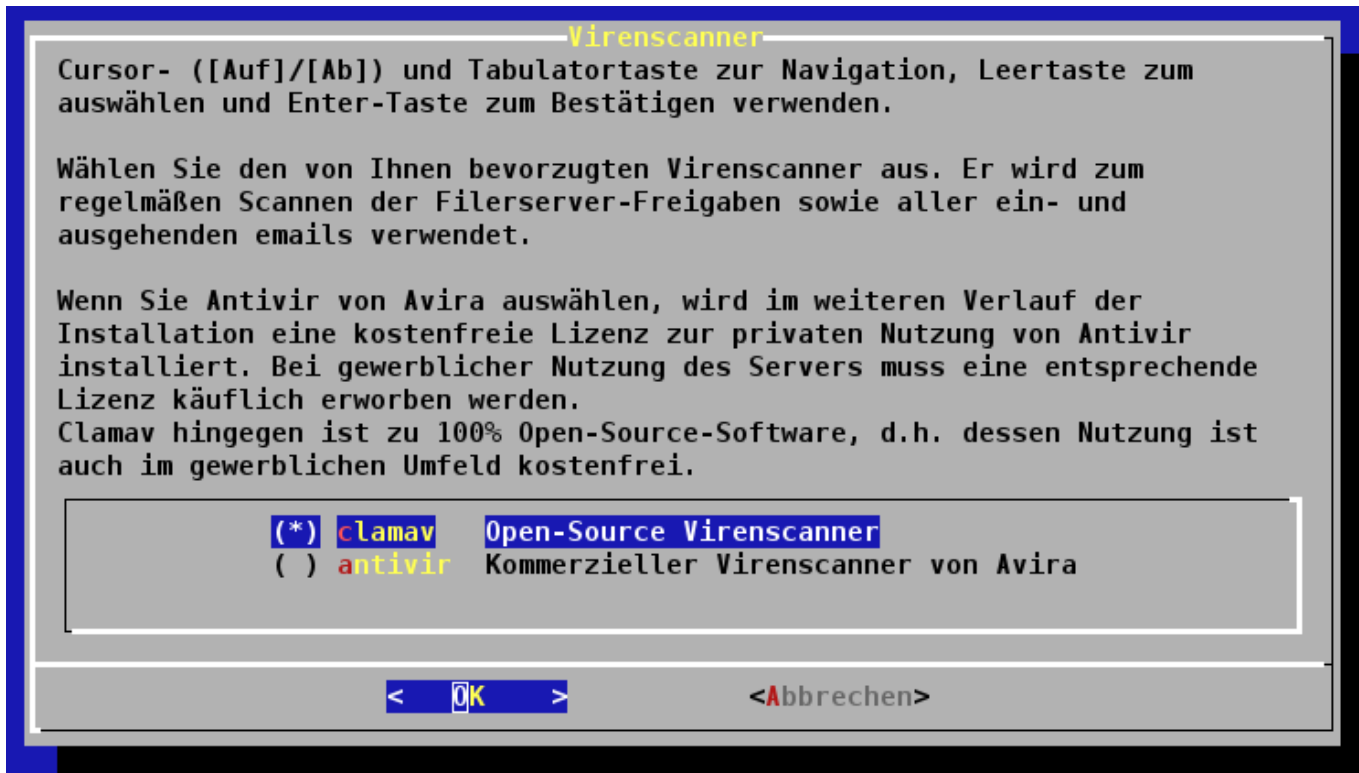 Virenscanner
Cursor- ([Auf]/[Ab]) und Tabulatortaste zur Navigation, Leertaste zum
auswählen und Enter-Taste zum Bestätigen verwenden.
Wählen Sie den von Ihnen bevorzugten Virenscanner aus. Er wird zum
regelmäßen Scannen der Filerserver-Freigaben sowie aller ein- und
ausgehenden emails verwendet.
Wenn Sie Antivir von Avira auswählen, wird im weiteren Verlauf der
Installation eine kostenfreie Lizenz zur privaten Nutzung von Antivir
installiert. Bei gewerblicher Nutzung des Servers muss eine entsprechende
Lizenz käuflich erworben werden.
Clamav hingegen ist zu 100% Open-Source-Software, d.h. dessen Nutzung ist
auch im gewerblichen Umfeld kostenfrei.
(*) clamav Open-Source Virenscanner
( ) antivir Kommerzieller Virenscanner von Avira
< OK > <Abbrechen>